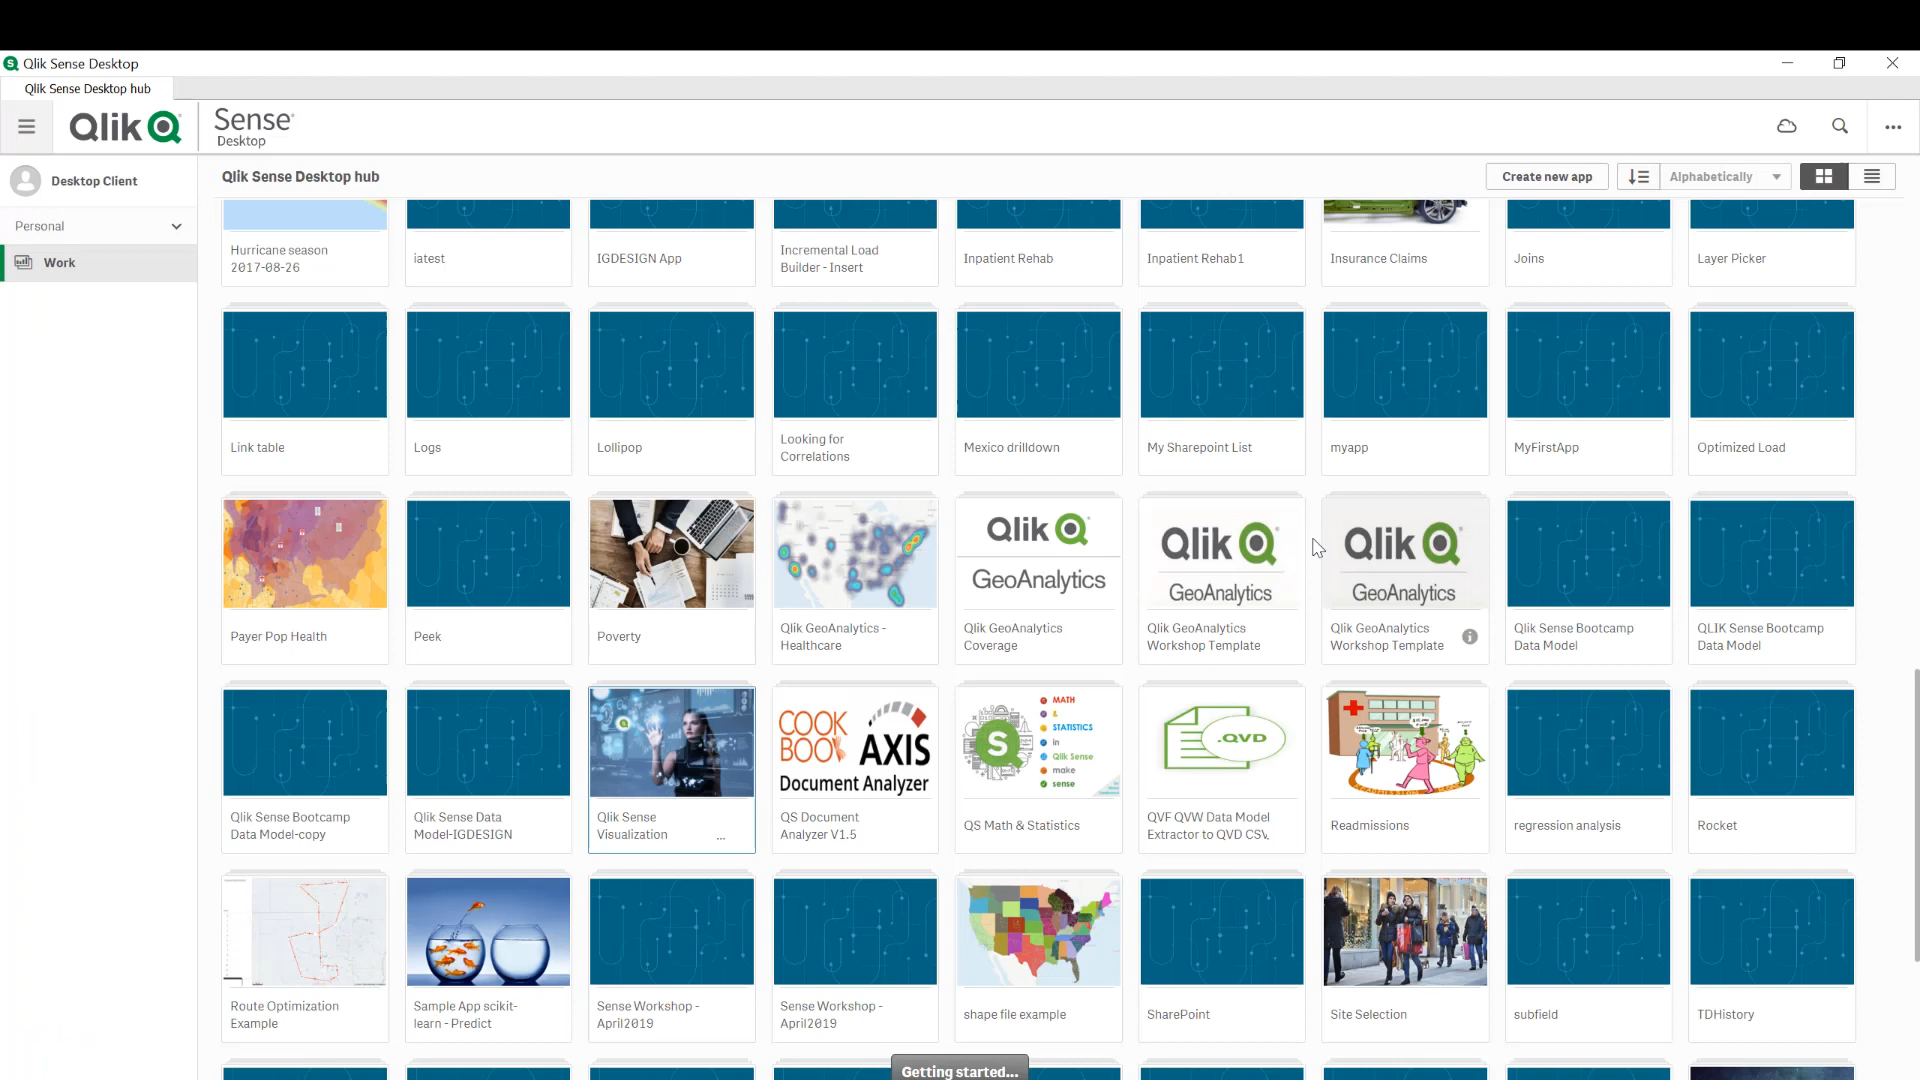 Qlik Sense Desktop
Qlik Sense Desktop hub
Qlik
Sense
Desktop
Desktop Client
Qlik Sense Desktop hub
Create new app
Alphabetically
Personal
Work
Hurricane season
2017-08-26
iatest
IGDESIGN App
Incremental Load
Builder - Insert
Inpatient Rehab
Inpatient Rehab1
Insurance Claims
Joins
Layer Picker
Link table
Logs
Lollipop
Looking for
Correlations
Mexico drilldown
My Sharepoint List
myapp
MyFirstApp
Optimized Load
Qlik
GeoAnalytics
Qlik
GeoAnalytics
Qlik
GeoAnalytics
Payer Pop Health
Peek
Poverty
Qlik GeoAnalytics -
Healthcare
Qlik GeoAnalytics
Coverage
Qlik GeoAnalytics
Workshop Template
Qlik GeoAnalytics
Workshop Template
Qlik Sense Bootcamp
Data Model
QLIK Sense Bootcamp
Data Model
COOK
BOOK
AXIS
Document Analyzer
S
MATH
&
STATISTICS
in
Qlik Sense
make
sense
.QVD
Qlik Sense Bootcamp
Data Model-copy
Qlik Sense Data
Model-IGDESIGN
Qlik Sense
Visualization ...
QS Document
Analyzer V1.5
QS Math & Statistics
QVF QVW Data Model
Extractor to QVD CSV,
Readmissions
regression analysis
Rocket
Route Optimization
Example
Sample App scikit-
learn - Predict
Sense Workshop -
April2019
Sense Workshop -
April2019
shape file example
SharePoint
Site Selection
subfield
TDHistory
Getting started...